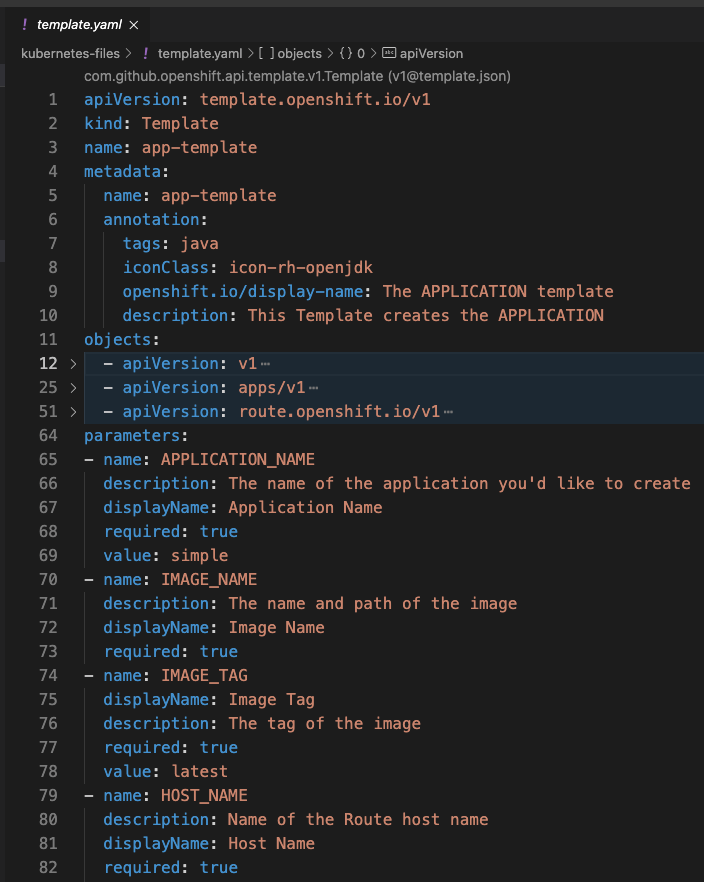 ! template.yaml ×
kubernetes-files > ! template.yaml > [ ] objects > { } 0 > abc apiVersion
com.github.openshift.api.template.v1.Template (v1@template.json)
1 apiVersion: template.openshift.io/v1
2 kind: Template
3 name: app-template
4 metadata:
5 name: app-template
6 annotation:
7 tags: java
8 iconClass: icon-rh-openjdk
9 openshift.io/display-name: The APPLICATION template
10 description: This Template creates the APPLICATION
11 objects:
12 > - apiVersion: v1…
25 > - apiVersion: apps/v1…
51 > - apiVersion: route.openshift.io/v1…
64 parameters:
65 - name: APPLICATION_NAME
66 description: The name of the application you'd like to create
67 displayName: Application Name
68 required: true
69 value: simple
70 - name: IMAGE_NAME
71 description: The name and path of the image
72 displayName: Image Name
73 required: true
74 - name: IMAGE_TAG
75 displayName: Image Tag
76 description: The tag of the image
77 required: true
78 value: latest
79 - name: HOST_NAME
80 description: Name of the Route host name
81 displayName: Host Name
82 required: true